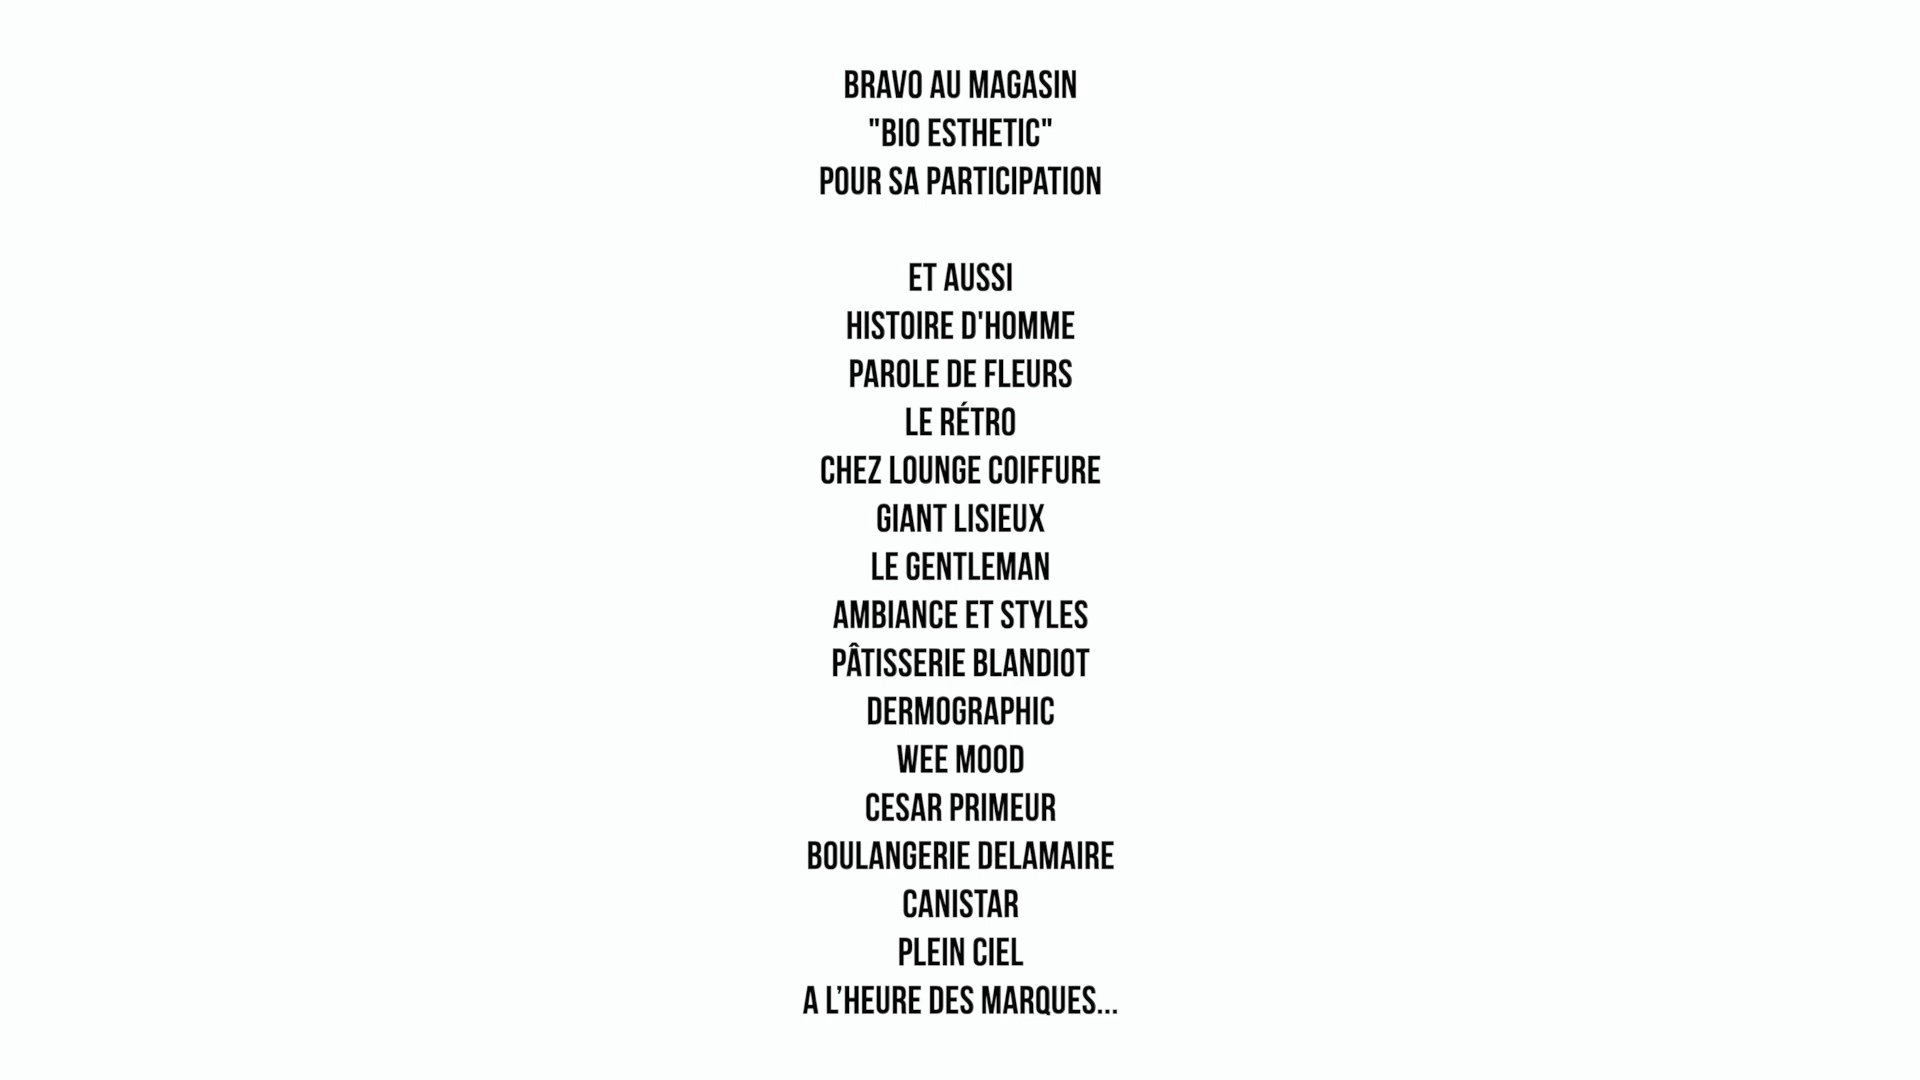 BRAVO AU MAGASIN
"BIO ESTHETIC"
POUR SA PARTICIPATION
ET AUSSI
HISTOIRE D'HOMME
PAROLE DE FLEURS
LE RÉTRO
CHEZ LOUNGE COIFFURE
GIANT LISIEUX
LE GENTLEMAN
AMBIANCE ET STYLES
PÂTISSERIE BLANDIOT
DERMOGRAPHIC
WEE MOOD
CESAR PRIMEUR
BOULANGERIE DELAMAIRE
CANISTAR
PLEIN CIEL
A L’HEURE DES MARQUES...